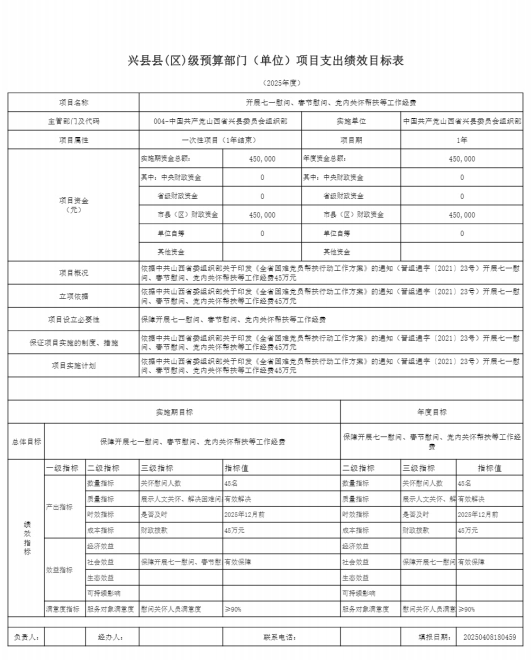 兴县县(区)级预算部门（单位）项目支出绩效目标表
（2025年度）
项目名称 开展七一慰问、春节慰问、党内关怀帮扶等工作经费
主管部门及代码 004-中国共产党山西省兴县委员会组织部 实施单位 中国共产党山西省兴县委员会组织部
项目属性 一次性项目（1年结束） 项目期 1年
项目资金（元） 实施期资金总额： 450,000 年度资金总额： 450,000
其中：中央财政资金 0 其中：中央财政资金 0
省级财政资金 0 省级财政资金 0
市县（区）财政资金 450,000 市县（区）财政资金 450,000
单位自筹 0 单位自筹 0
其他资金 其他资金
项目概况 依据中共山西省委组织部关于印发《全省困难党员帮扶行动工作方案》的通知（晋组通字〔2021〕23号）开展七一慰
问、春节慰问、党内关怀帮扶等工作经费45万元
立项依据 依据中共山西省委组织部关于印发《全省困难党员帮扶行动工作方案》的通知（晋组通字〔2021〕23号）开展七一慰
问、春节慰问、党内关怀帮扶等工作经费45万元
项目设立必要性 保障开展七一慰问、春节慰问、党内关怀帮扶等工作经费
保证项目实施的制度、措施 依据中共山西省委组织部关于印发《全省困难党员帮扶行动工作方案》的通知（晋组通字〔2021〕23号）开展七一慰
问、春节慰问、党内关怀帮扶等工作经费45万元
项目实施计划 依据中共山西省委组织部关于印发《全省困难党员帮扶行动工作方案》的通知（晋组通字〔2021〕23号）开展七一慰
问、春节慰问、党内关怀帮扶等工作经费45万元
实施期目标 年度目标
总体目标 保障开展七一慰问、春节慰问、党内关怀帮扶等工作经费 保障开展七一慰问、春节慰问、党内关怀帮扶等工作经费
绩效指标 一级指标 二级指标 三级指标 指标值 二级指标 三级指标 指标值
产出指标 数量指标 关怀慰问人数 45名 数量指标 关怀慰问人数 45名
质量指标 展示人文关怀、解决困难问 有效解决 质量指标 展示人文关怀、解 有效解决
时效指标 是否及时 2025年12月前 时效指标 是否及时 2025年12月前
成本指标 财政拨款 45万元 成本指标 财政拨款 45万元
效益指标 经济效益 经济效益
社会效益 保障开展七一慰问、春节慰 有效保障 社会效益 保障开展七一慰问 有效保障
生态效益 生态效益
可持续影响 可持续影响
满意度指标 服务对象满意度 慰问关怀人员满意度 ≥90% 服务对象满意度 慰问关怀人员满意 ≥90%
负责人： 经办人： 联系电话： 填报日期： 20250408180459